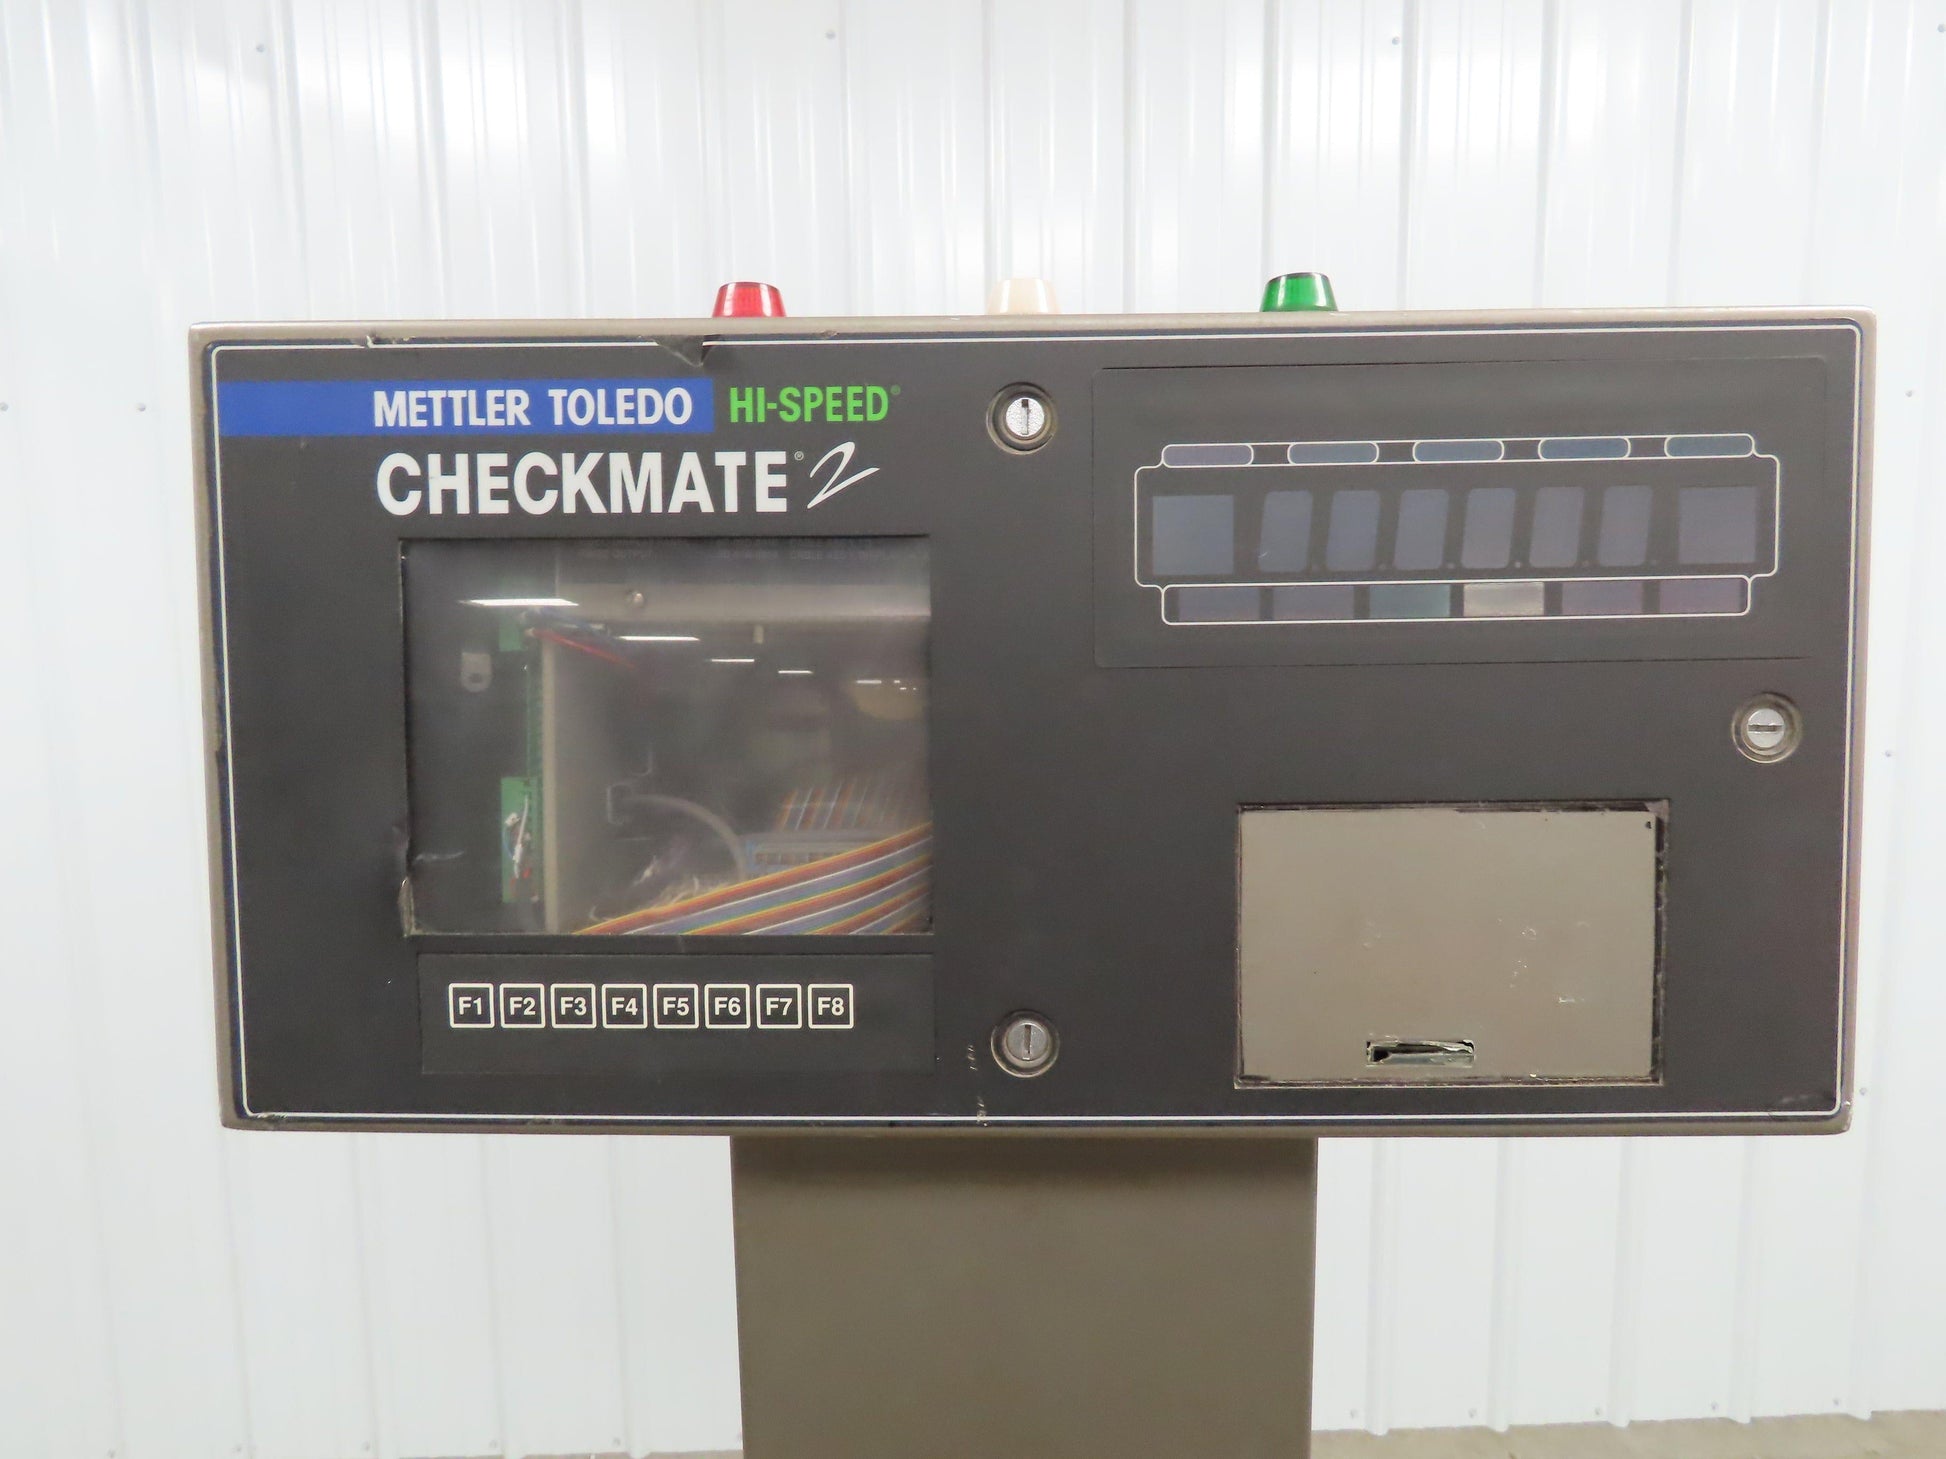 METTLER TOLEDO HI-SPEED®
CHECKMATE® 2
F1 F2 F3 F4 F5 F6 F7 F8